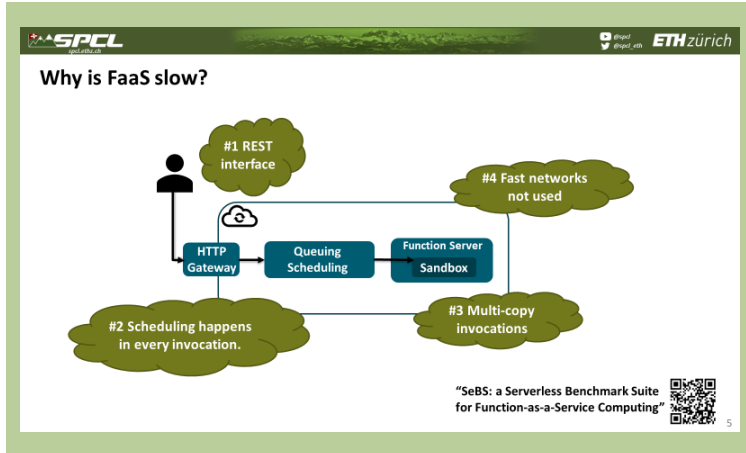 SPCL
spcl.ethz.ch
@spcl
@spcl_eth
ETH zürich
Why is FaaS slow?
#1 REST
interface
#4 Fast networks
not used
HTTP
Gateway
Queuing
Scheduling
Function Server
Sandbox
#2 Scheduling happens
in every invocation.
#3 Multi-copy
invocations
“SeBS: a Serverless Benchmark Suite
for Function-as-a-Service Computing”
5